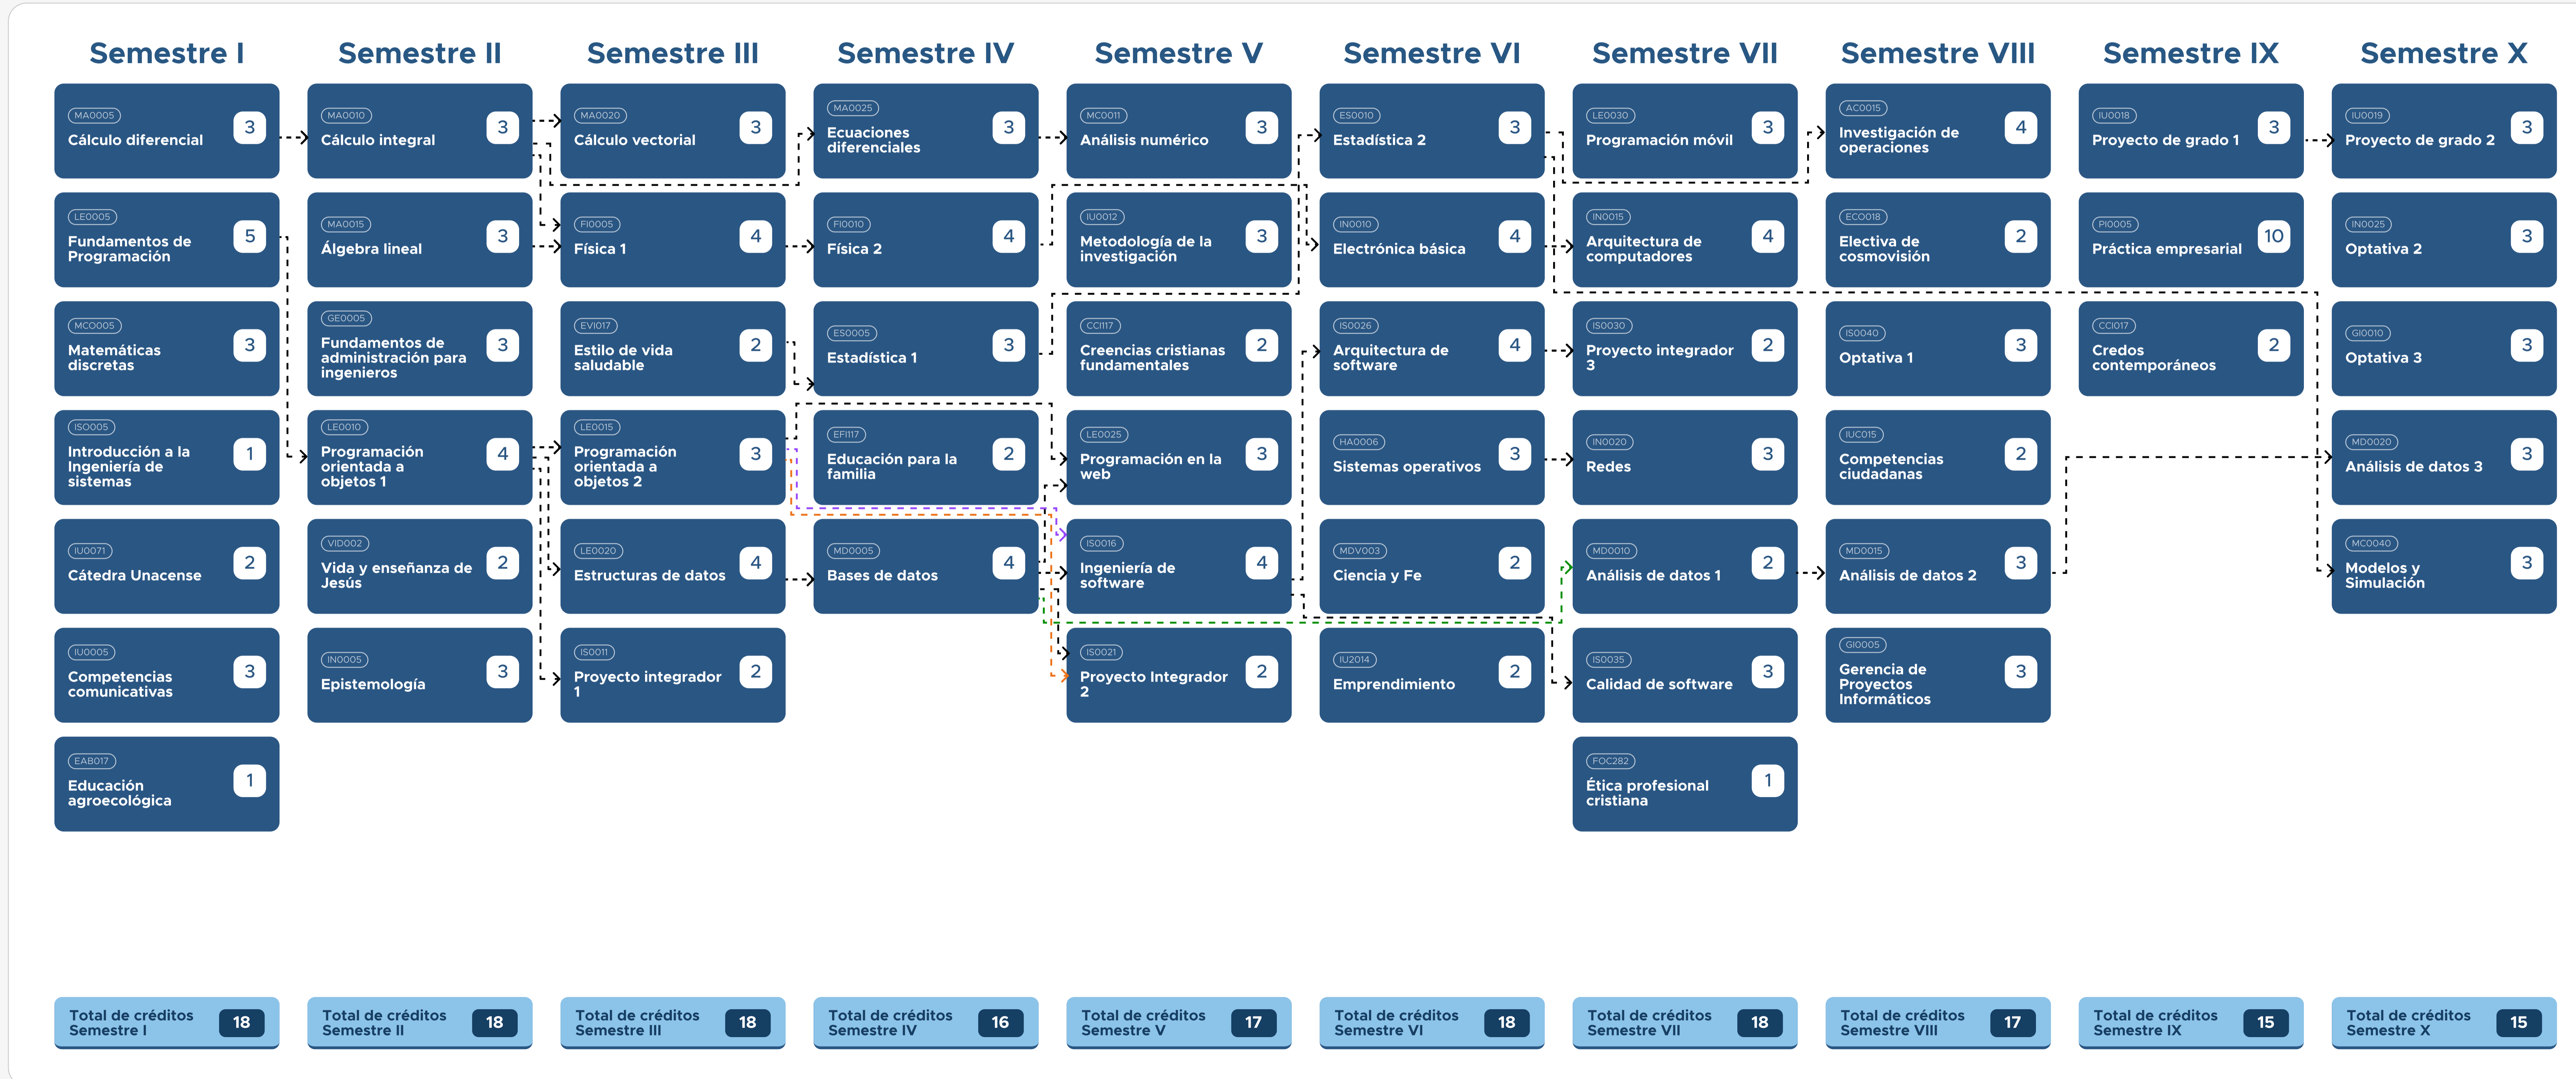 Semestre I
MA0005
Cálculo diferencial
3
LE0005
Fundamentos de
Programación
5
MCO005
Matemáticas
discretas
3
ISO005
Introducción a la
Ingeniería de
sistemas
1
IU0071
Cátedra Unacense
2
IU0005
Competencias
comunicativas
3
EAB017
Educación
agroecológica
1
Total de créditos
Semestre I
18
Semestre II
MA0010
Cálculo integral
3
MA0015
Álgebra lineal
3
GE0005
Fundamentos de
administración para
ingenieros
3
LE0010
Programación
orientada a
objetos 1
4
VID002
Vida y enseñanza de
Jesús
2
IN0005
Epistemología
3
Total de créditos
Semestre II
18
Semestre III
MA0020
Cálculo vectorial
3
FI0005
Física 1
4
EVI017
Estilo de vida
saludable
2
LE0015
Programación
orientada a
objetos 2
3
LE0020
Estructuras de datos
4
IS0011
Proyecto integrador
1
2
Total de créditos
Semestre III
18
Semestre IV
MA0025
Ecuaciones
diferenciales
3
FI0010
Física 2
4
ES0005
Estadística 1
3
EFI117
Educación para la
familia
2
MD0005
Bases de datos
4
Total de créditos
Semestre IV
16
Semestre V
MC0011
Análisis numérico
3
IU0012
Metodología de la
investigación
3
CCI117
Creencias cristianas
fundamentales
2
LE0025
Programación en la
web
3
IS0016
Ingeniería de
software
4
IS0021
Proyecto Integrador
2
2
Total de créditos
Semestre V
17
Semestre VI
ES0010
Estadística 2
3
IN0010
Electrónica básica
4
IS0026
Arquitectura de
software
4
HA0006
Sistemas operativos
3
MDV003
Ciencia y Fe
2
IU2014
Emprendimiento
2
Total de créditos
Semestre VI
18
Semestre VII
LE0030
Programación móvil
3
IN0015
Arquitectura de
computadores
4
IS0030
Proyecto integrador
3
2
IN0020
Redes
3
MD0010
Análisis de datos 1
2
IS0035
Calidad de software
3
FOC282
Ética profesional
cristiana
1
Total de créditos
Semestre VII
18
Semestre VIII
AC0015
Investigación de
operaciones
4
ECO018
Electiva de
cosmovisión
2
IS0040
Optativa 1
3
IUC015
Competencias
ciudadanas
2
MD0015
Análisis de datos 2
3
GI0005
Gerencia de
Proyectos
Informáticos
3
Total de créditos
Semestre VIII
17
Semestre IX
IU0018
Proyecto de grado 1
3
PI0005
Práctica empresarial
10
CCI017
Credos
contemporáneos
2
Total de créditos
Semestre IX
15
Semestre X
IU0019
Proyecto de grado 2
3
IN0025
Optativa 2
3
GI0010
Optativa 3
3
MD0020
Análisis de datos 3
3
MC0040
Modelos y
Simulación
3
Total de créditos
Semestre X
15